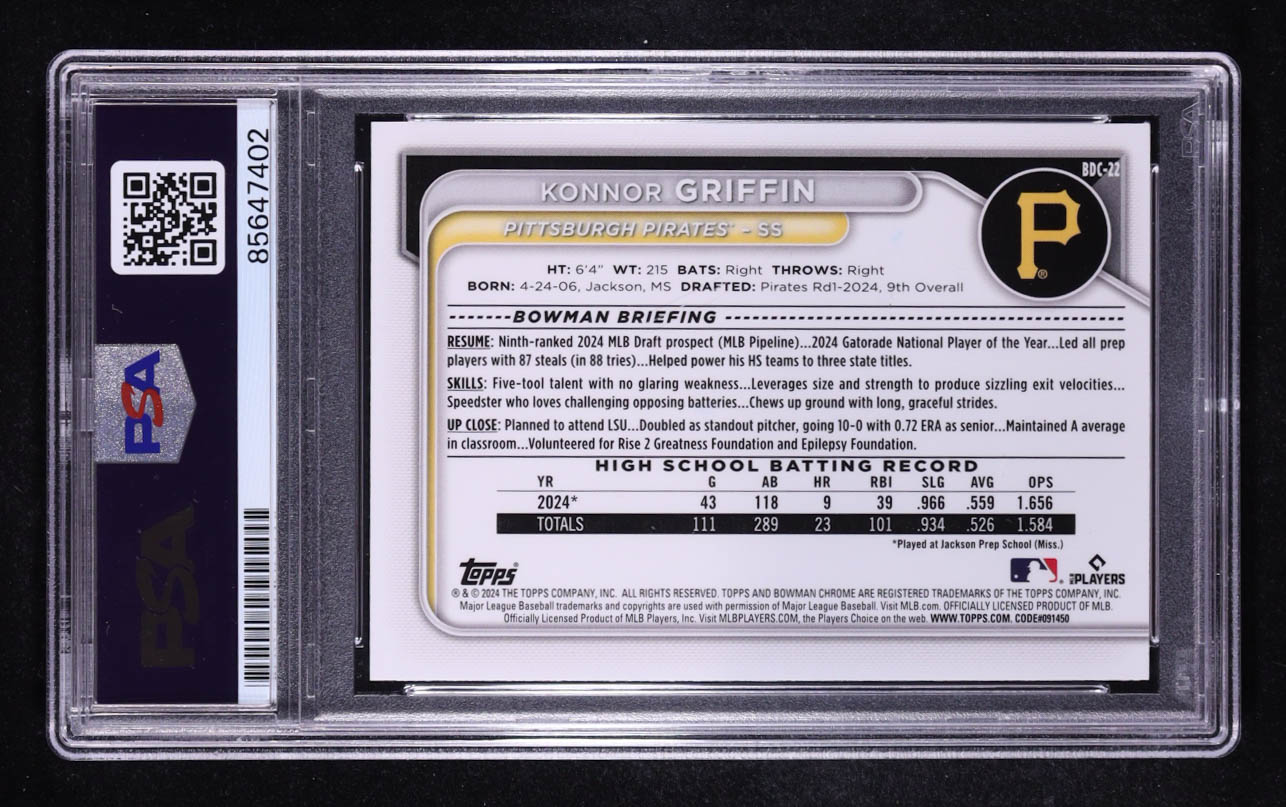 85647402
PSA
PSA
PSA
BDC-22
KONNOR GRIFFIN
P®
PITTSBURGH PIRATES™ - SS
HT: 6'4" WT: 215 BATS: Right THROWS: Right
BORN: 4-24-06, Jackson, MS DRAFTED: Pirates Rd1-2024, 9th Overall
BOWMAN BRIEFING
RESUME: Ninth-ranked 2024 MLB Draft prospect (MLB Pipeline)...2024 Gatorade National Player of the Year...Led all prep
players with 87 steals (in 88 tries)...Helped power his HS teams to three state titles.
SKILLS: Five-tool talent with no glaring weakness...Leverages size and strength to produce sizzling exit velocities...
Speedster who loves challenging opposing batteries...Chews up ground with long, graceful strides.
UP CLOSE: Planned to attend LSU...Doubled as standout pitcher, going 10-0 with 0.72 ERA as senior...Maintained A average
in classroom...Volunteered for Rise 2 Greatness Foundation and Epilepsy Foundation.
HIGH SCHOOL BATTING RECORD
YR G AB HR RBI SLG AVG OPS
2024* 43 118 9 39 .966 .559 1.656
TOTALS 111 289 23 101 .934 .526 1.584
*Played at Jackson Prep School (Miss.)
Topps® MLB PLAYERS
® & © 2024 THE TOPPS COMPANY, INC. ALL RIGHTS RESERVED. TOPPS AND BOWMAN CHROME ARE REGISTERED TRADEMARKS OF THE TOPPS COMPANY, INC.
Major League Baseball trademarks and copyrights are used with permission of Major League Baseball. Visit MLB.com. OFFICIALLY LICENSED PRODUCT OF MLB.
Officially Licensed Product of MLB Players, Inc. Visit MLBPLAYERS.COM, the Players Choice on the web. WWW.TOPPS.COM. CODE#091450